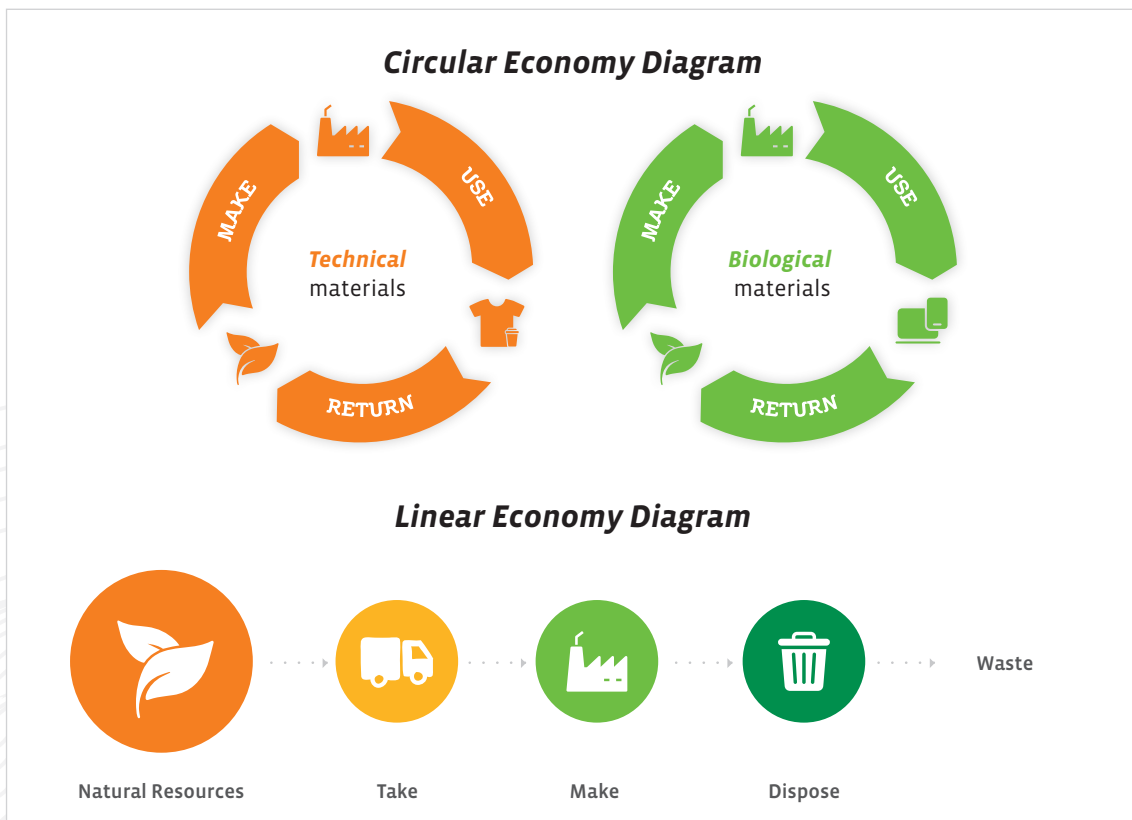 Circular Economy Diagram
MAKE
USE
Technical
materials
RETURN
MAKE
USE
Biological
materials
RETURN
Linear Economy Diagram
Waste
Natural Resources
Take
Make
Dispose